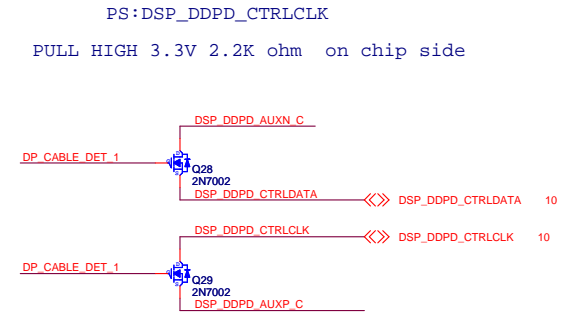 PS:DSP_DDPD_CTRLCLK
PULL HIGH 3.3V 2.2K ohm on chip side
DSP_DDPD_AUXN_C
DP_CABLE_DET_1
Q28
2N7002
DSP_DDPD_CTRLDATA
DSP_DDPD_CTRLDATA 10
DSP_DDPD_CTRLCLK
DSP_DDPD_CTRLCLK 10
DP_CABLE_DET_1
Q29
2N7002
DSP_DDPD_AUXP_C